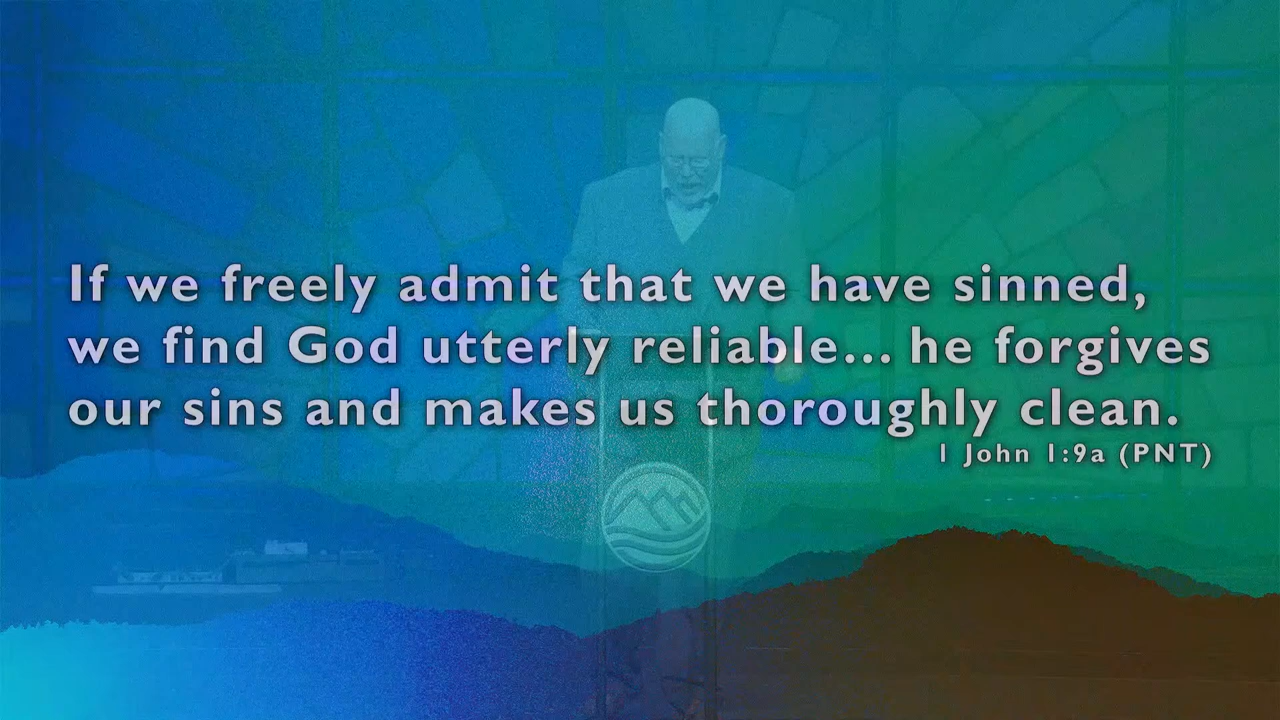 If we freely admit that we have sinned,
we find God utterly reliable... he forgives
our sins and makes us thoroughly clean.
1 John 1:9a (PNT)